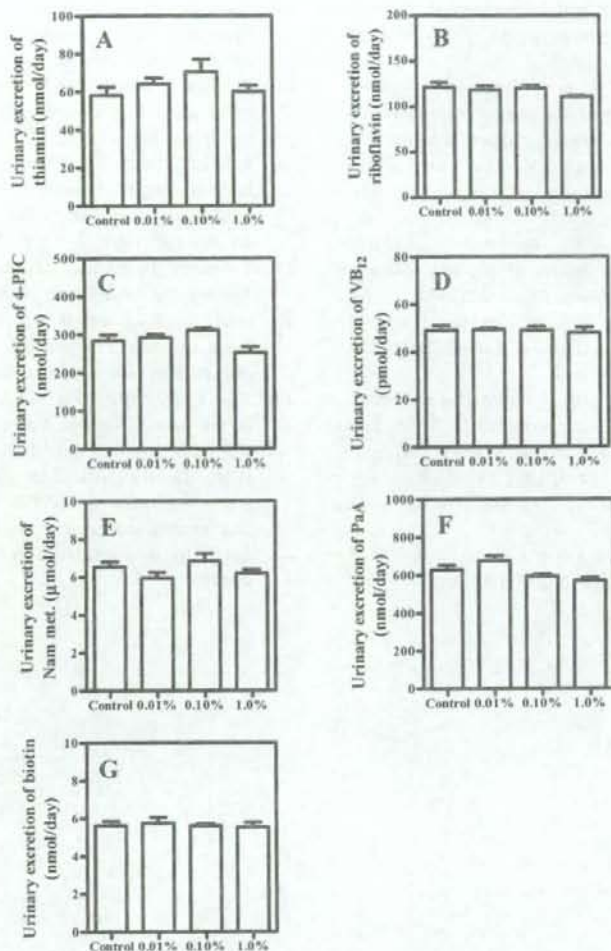 A
Urinary excretion of
thiamin (nmol/day)
100
80
60
40
20
0
Control 0.01% 0.10% 1.0%
B
Urinary excretion of
riboflavin (nmol/day)
200
150
100
50
0
Control 0.01% 0.10% 1.0%
C
Urinary excretion of 4-PIC
(nmol/day)
500
400
300
200
100
0
Control 0.01% 0.10% 1.0%
D
Urinary excretion of VB12
(pmol/day)
80
60
40
20
0
Control 0.01% 0.10% 1.0%
E
Urinary excretion of
Nam met. (μ mol/day)
10
8
6
4
2
0
Control 0.01% 0.10% 1.0%
F
Urinary excretion of PaA
(nmol/day)
1000
800
600
400
200
0
Control 0.01% 0.10% 1.0%
G
Urinary excretion of biotin
(nmol/day)
10
8
6
4
2
0
Control 0.01% 0.10% 1.0%